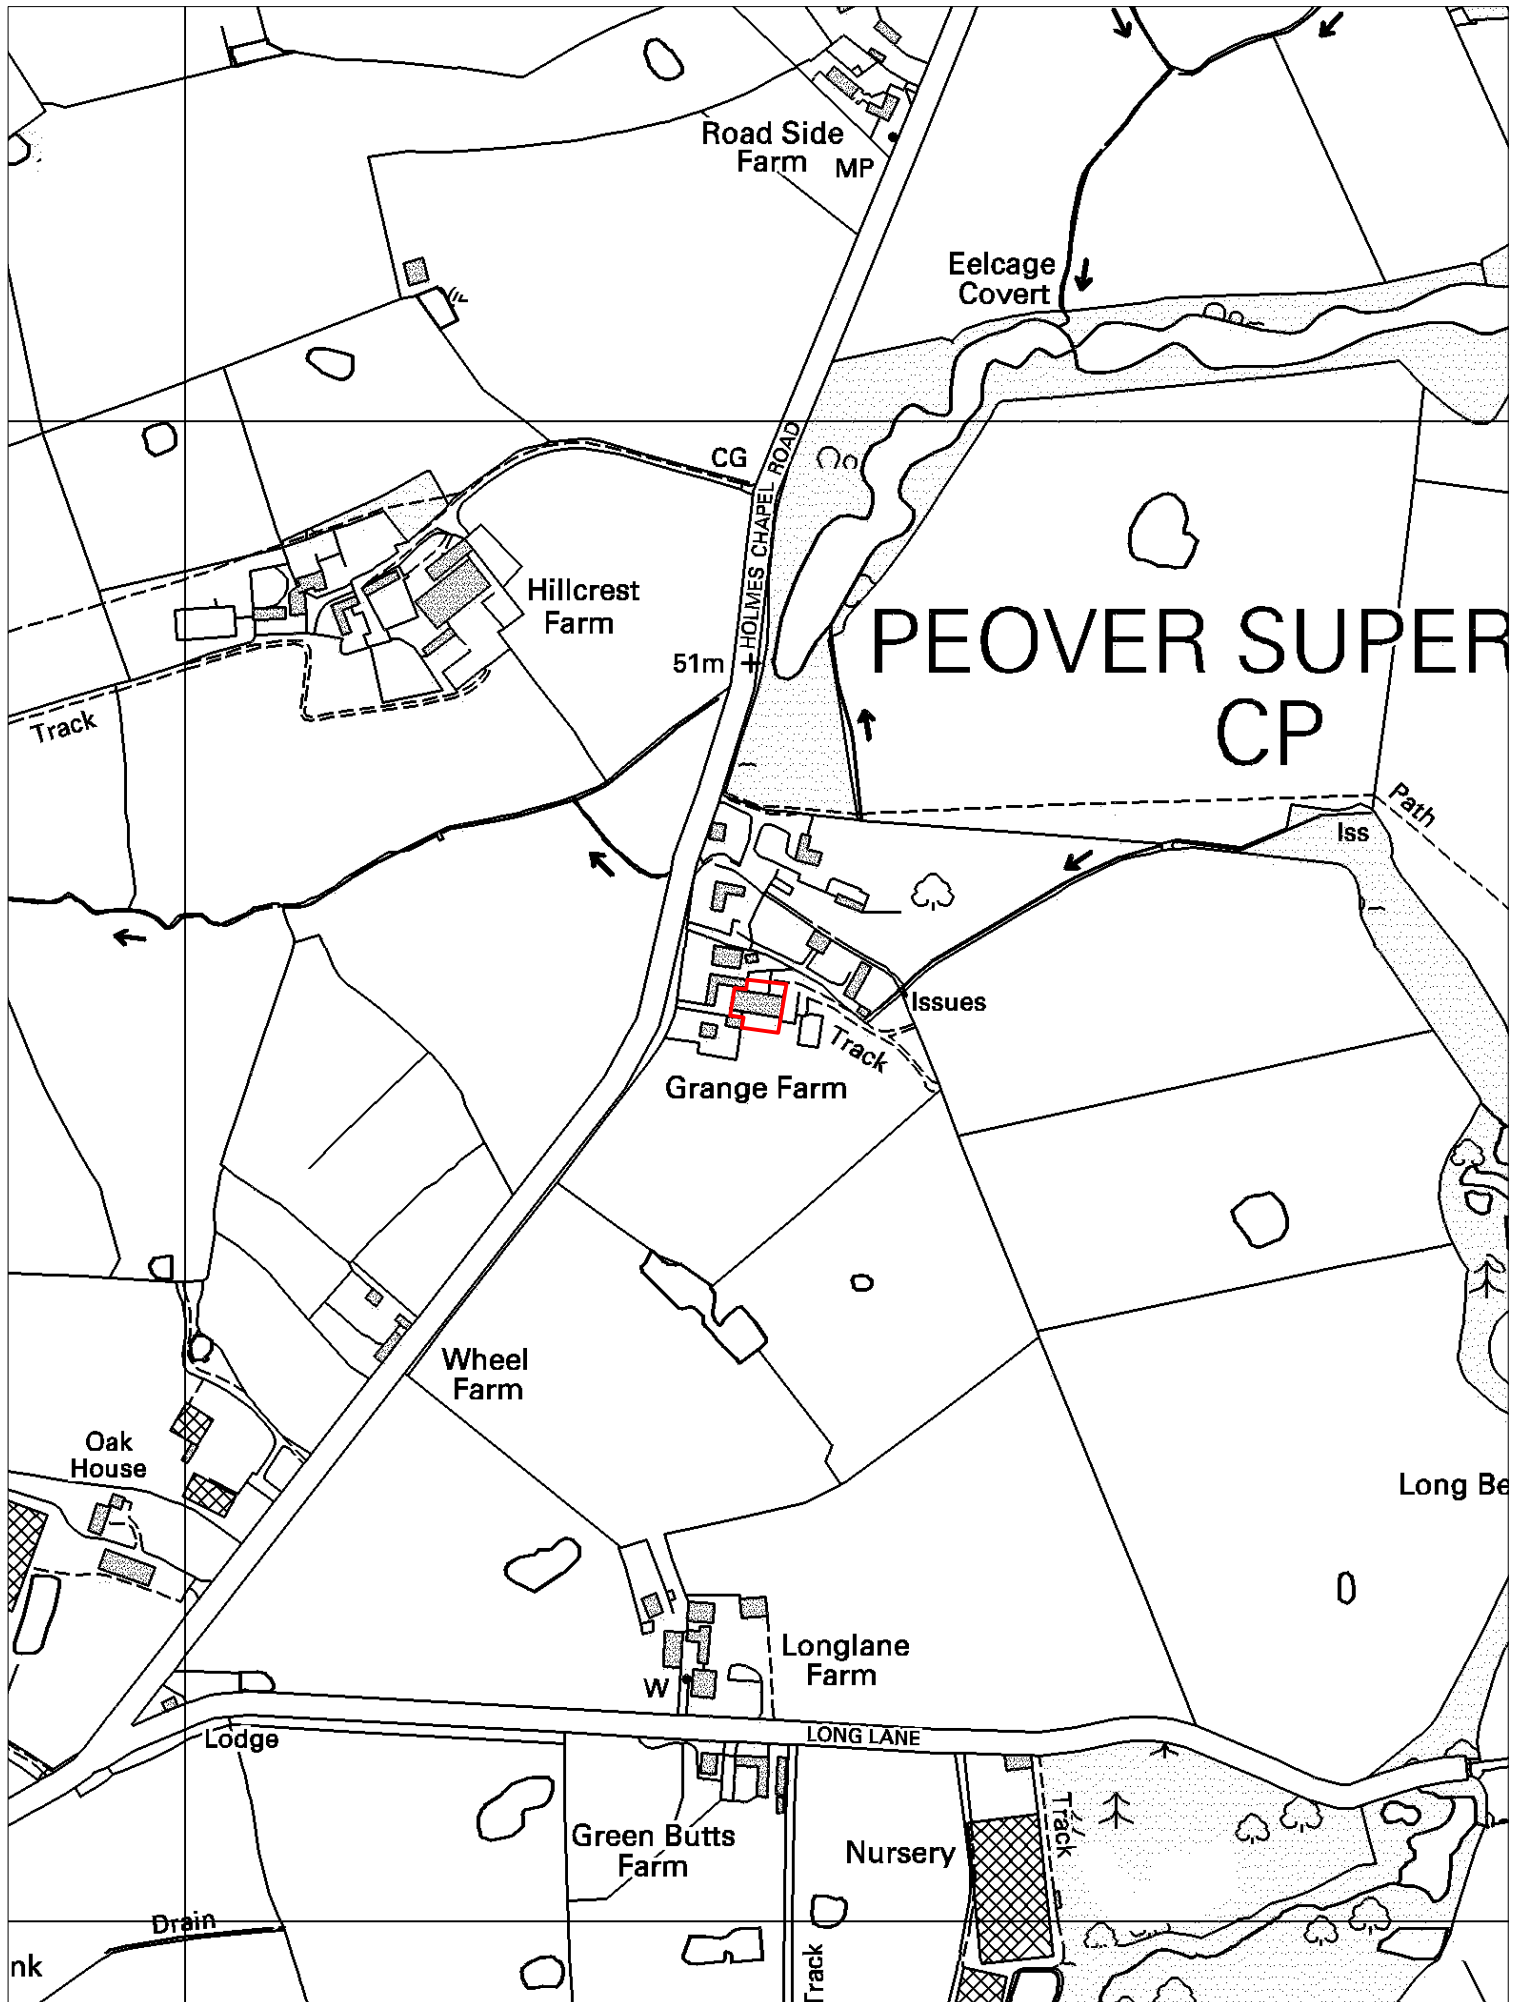 Road Side
Farm
MP
Eelcage
Covert
CG
HOLMES CHAPEL ROAD
Hillcrest
Farm
PEOVER SUPER
CP
51m
Track
Path
Iss
Issues
Track
Grange Farm
Wheel
Farm
Oak
House
Long Be
Longlane
Farm
W
LONG LANE
Lodge
Track
Green Butts
Farm
Nursery
Drain
Track
nk